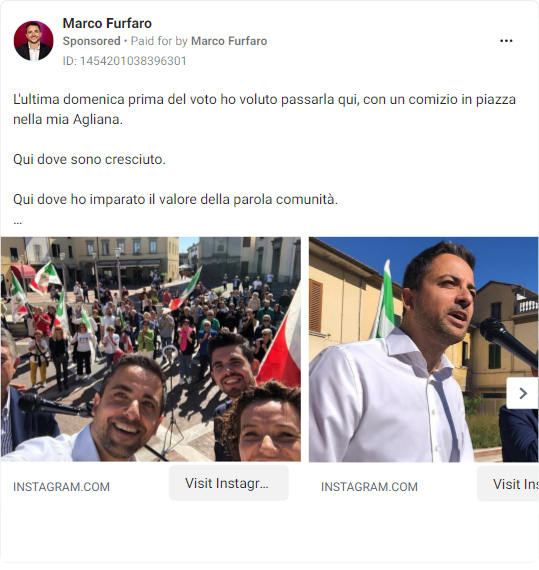 Marco Furfaro
Sponsored • Paid for by Marco Furfaro
ID: 1454201038396301
L'ultima domenica prima del voto ho voluto passarla qui, con un comizio in piazza
nella mia Agliana.
Qui dove sono cresciuto.
Qui dove ho imparato il valore della parola comunità.
...
INSTAGRAM.COM
Visit Instagr...
INSTAGRAM.COM
Visit Ins